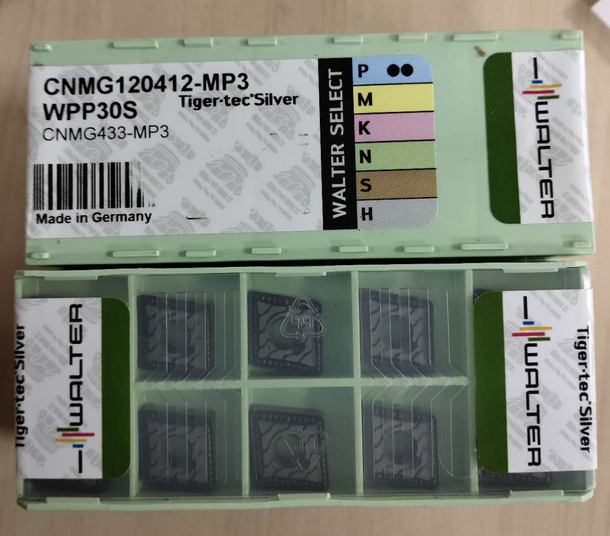 CNMG120412-MP3
WPP30S Tiger·tec®Silver
CNMG433-MP3
Made in Germany
WALTER SELECT
P
M
K
N
S
H
WALTER
Tiger·tec®Silver
WALTER
WALTER
Tiger·tec®Silver